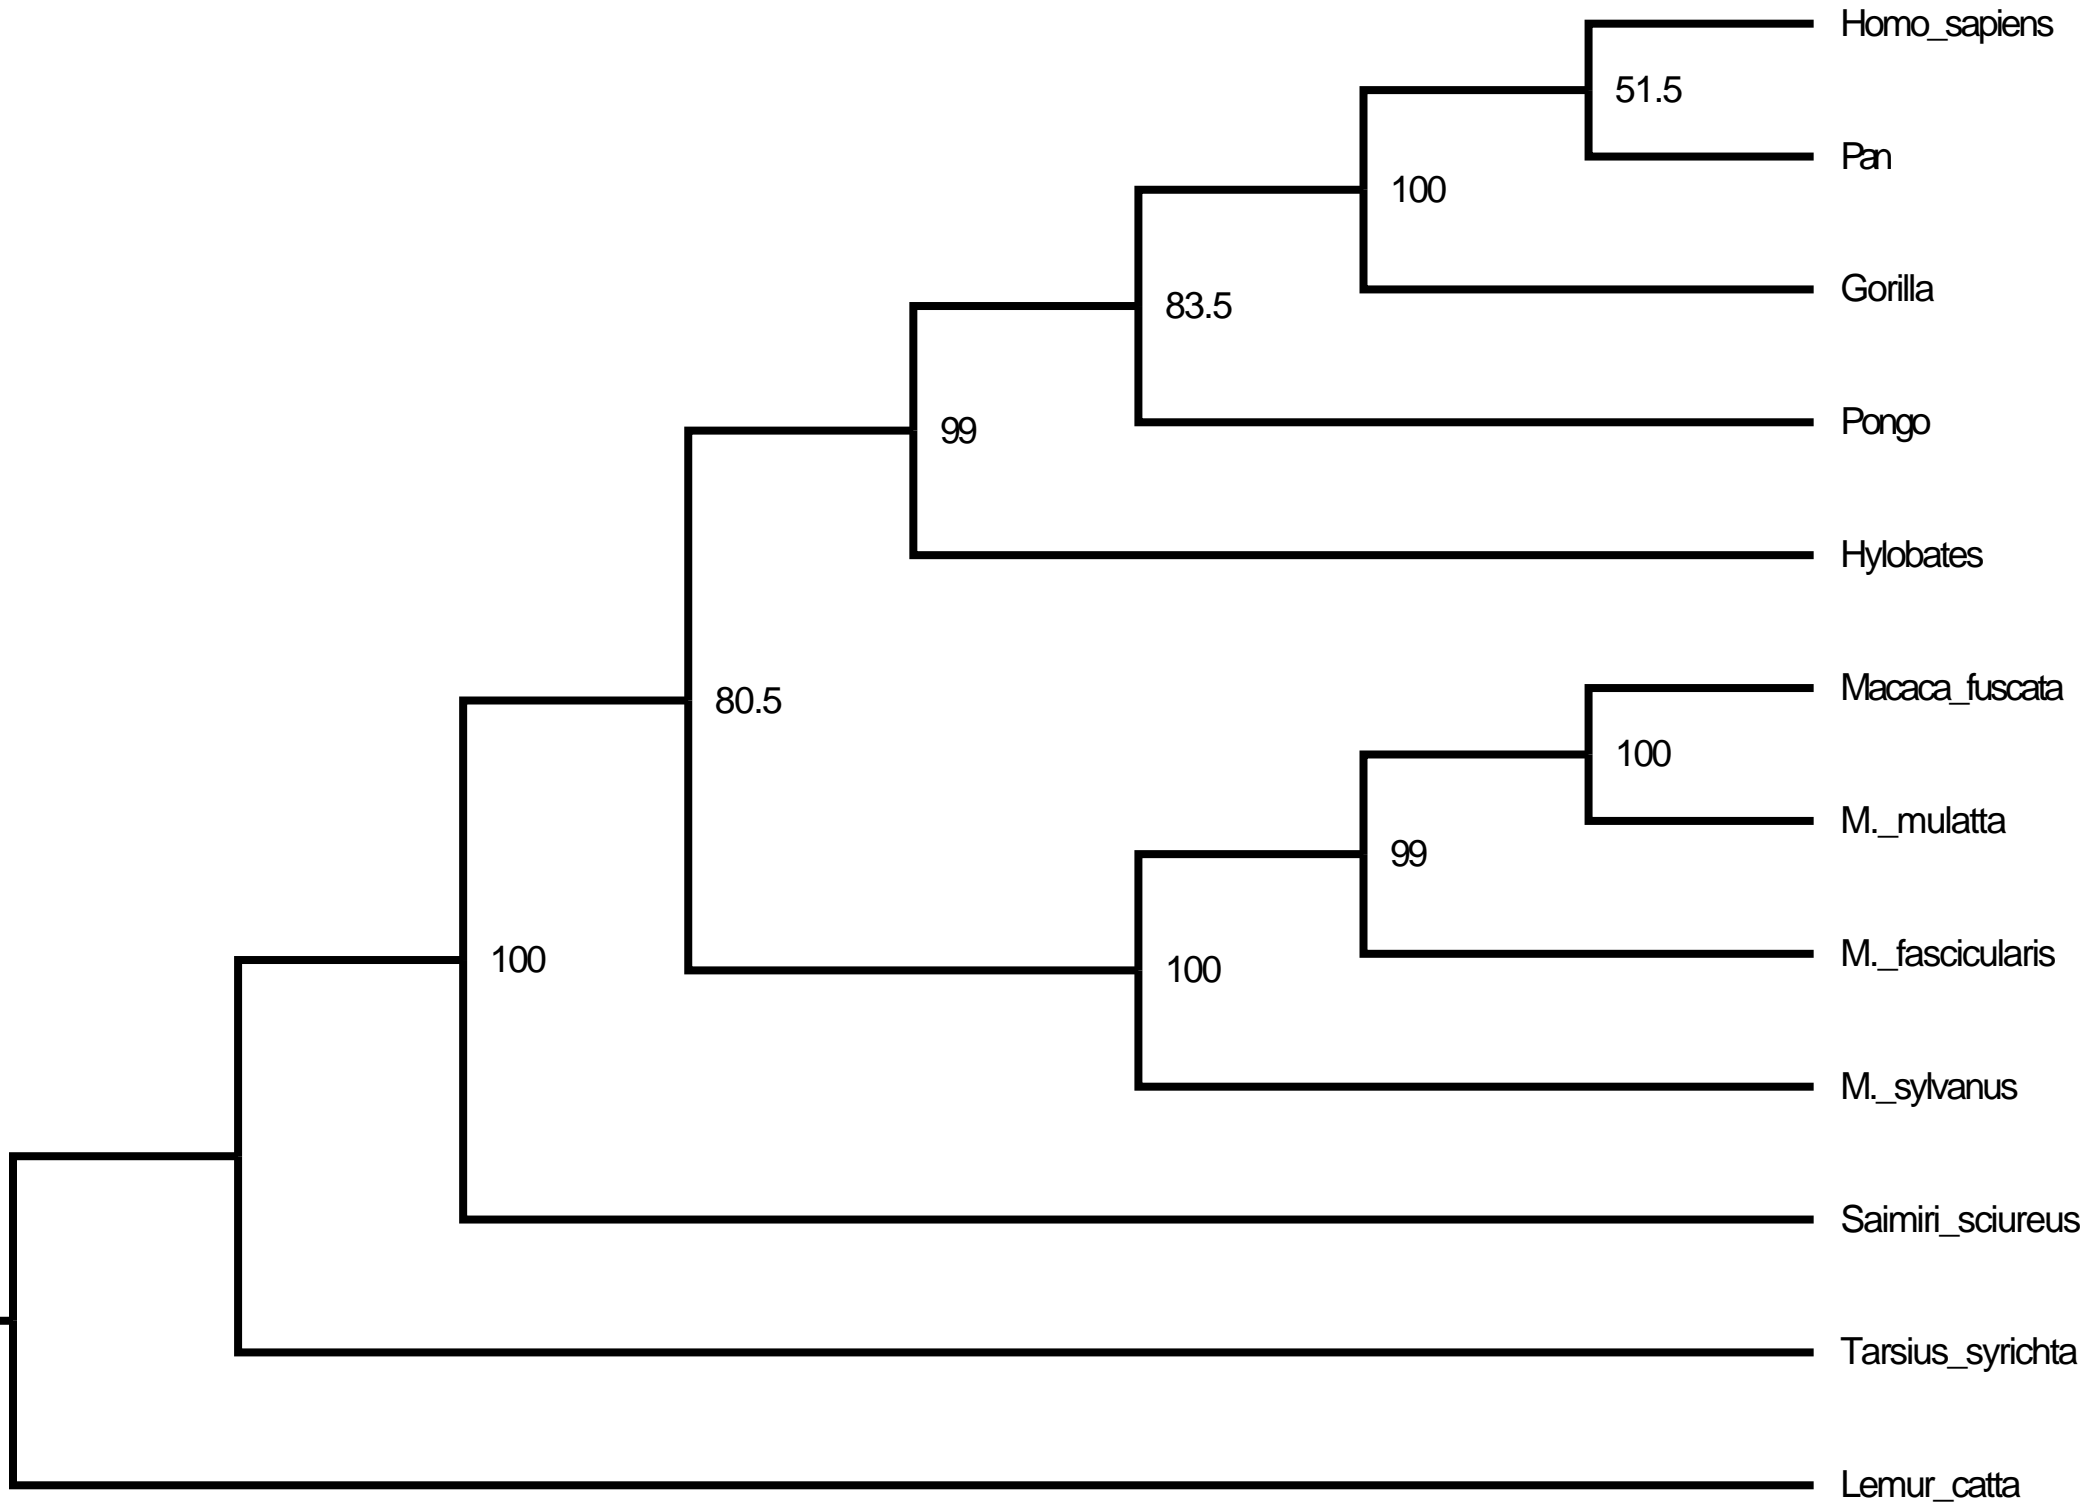 Homo_sapiens
51.5
Pan
100
Gorilla
83.5
Pongo
99
Hylobates
Macaca_fuscata
80.5
100
M._mulatta
99
M._fascicularis
100
100
M._sylvanus
Saimiri_sciureus
Tarsius_syrichta
Lemur_catta